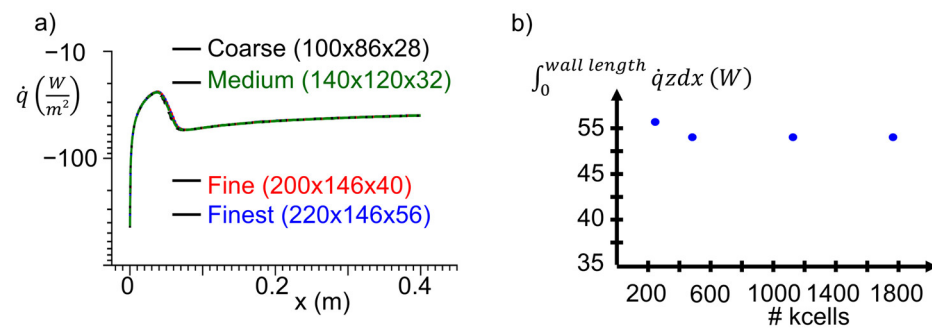 a)
−10
q̇ (W/m²)
−100
Coarse (100x86x28)
Medium (140x120x32)
Fine (200x146x40)
Finest (220x146x56)
0 0.2 0.4
x (m)
b)
∫₀^{wall length} q̇zdx (W)
55
45
40
35
200 600 1000 1400 1800
# kcells